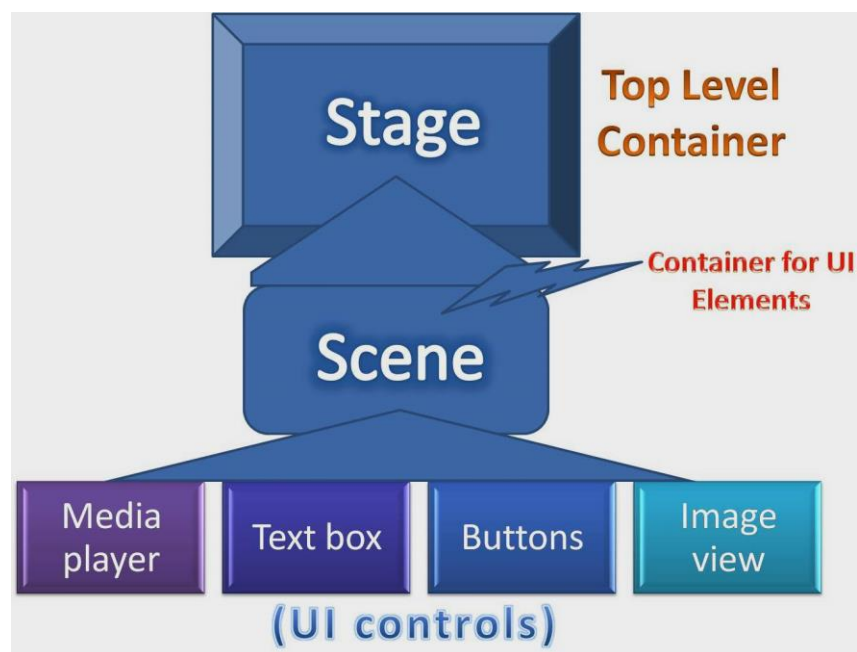 Stage
Top Level
Container
Container for UI
Elements
Scene
Media
player
Text box
Buttons
Image
view
(UI controls)